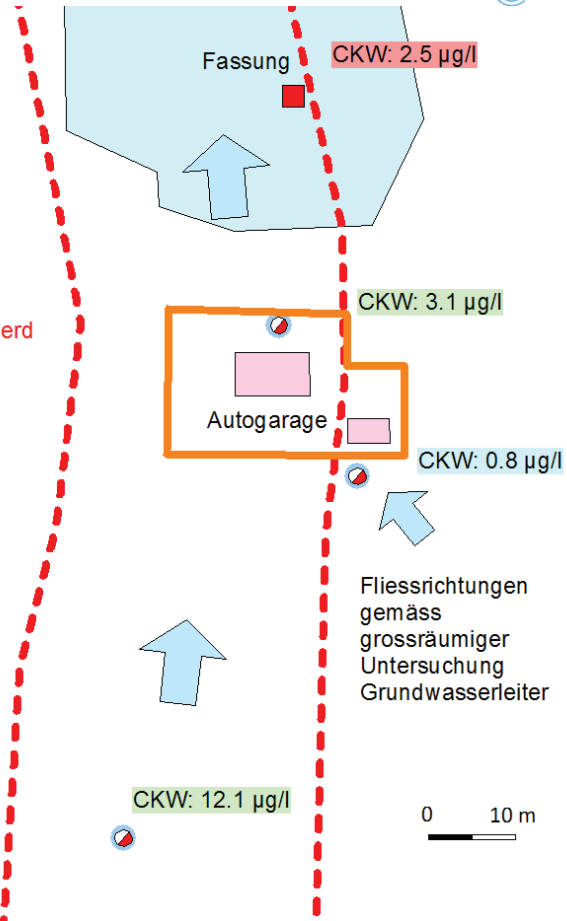 Fassung
CKW: 2.5 µg/l
CKW: 3.1 µg/l
erd
Autogarage
CKW: 0.8 µg/l
Fliessrichtungen
gemäss
grossräumiger
Untersuchung
Grundwasserleiter
CKW: 12.1 µg/l
0 10 m